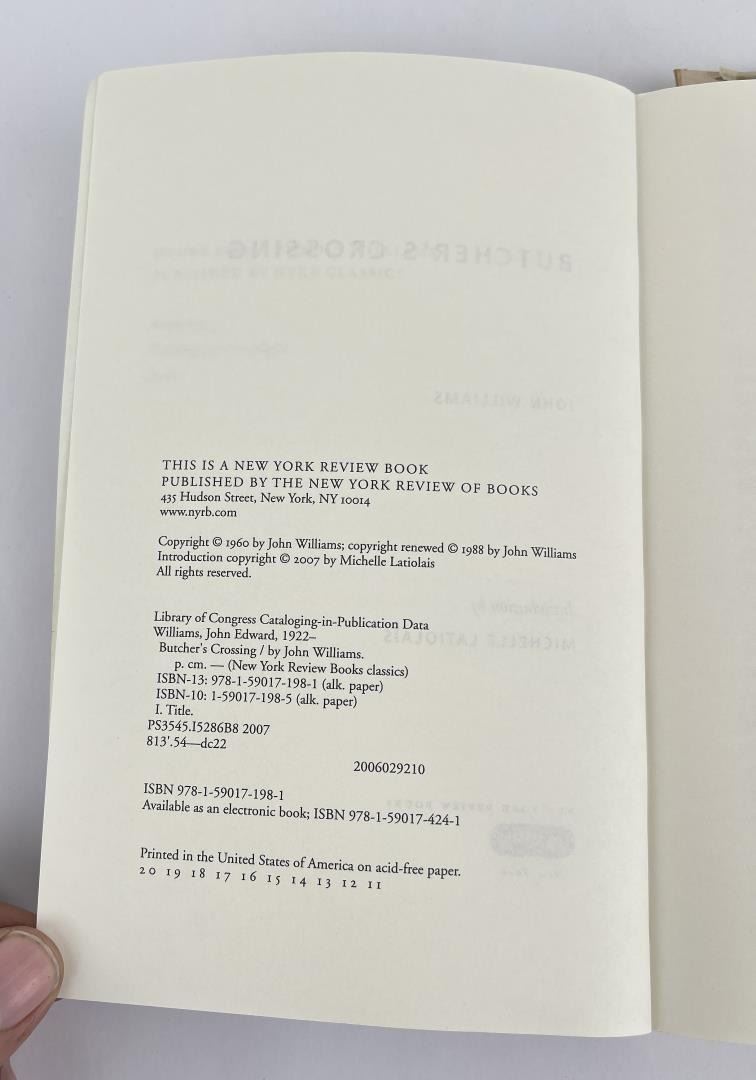 THIS IS A NEW YORK REVIEW BOOK
PUBLISHED BY THE NEW YORK REVIEW OF BOOKS
435 Hudson Street, New York, NY 10014
www.nyrb.com
Copyright © 1960 by John Williams; copyright renewed © 1988 by John Williams
Introduction copyright © 2007 by Michelle Latiolais
All rights reserved.
Library of Congress Cataloging-in-Publication Data
Williams, John Edward, 1922–
Butcher's Crossing / by John Williams.
p. cm. — (New York Review Books classics)
ISBN-13: 978-1-59017-198-1 (alk. paper)
ISBN-10: 1-59017-198-5 (alk. paper)
I. Title.
PS3545.I5286B8 2007
813'.54—dc22
2006029210
ISBN 978-1-59017-198-1
Available as an electronic book; ISBN 978-1-59017-424-1
Printed in the United States of America on acid-free paper.
20 19 18 17 16 15 14 13 12 11